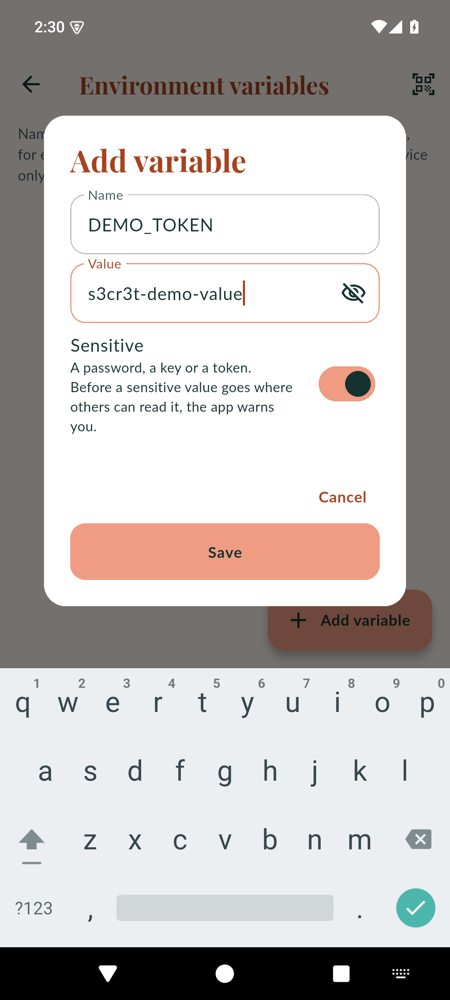 2:30
Environment variables
Add variable
Name
DEMO_TOKEN
Value
s3cr3t-demo-value
Sensitive
A password, a key or a token.
Before a sensitive value goes where
others can read it, the app warns
you.
Cancel
Save
Add variable
1 2 3 4 5 6 7 8 9 0
q w e r t y u i o p
a s d f g h j k l
z x c v b n m
?123 , .